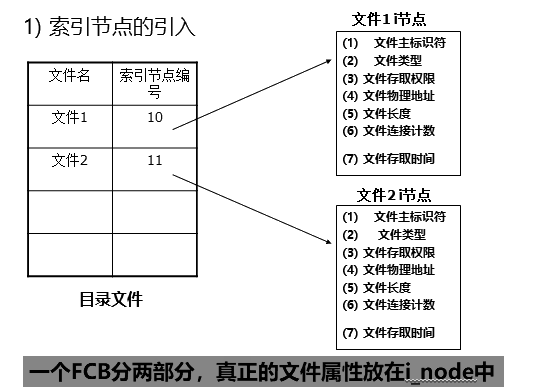 1) 索引节点的引入
文件名 索引节点编
号
文件1 10
文件2 11
目录文件
文件1 i节点
(1) 文件主标识符
(2) 文件类型
(3) 文件存取权限
(4) 文件物理地址
(5) 文件长度
(6) 文件连接计数
(7) 文件存取时间
文件2 i节点
(1) 文件主标识符
(2) 文件类型
(3) 文件存取权限
(4) 文件物理地址
(5) 文件长度
(6) 文件连接计数
(7) 文件存取时间
一个FCB分两部分，真正的文件属性放在i_node中